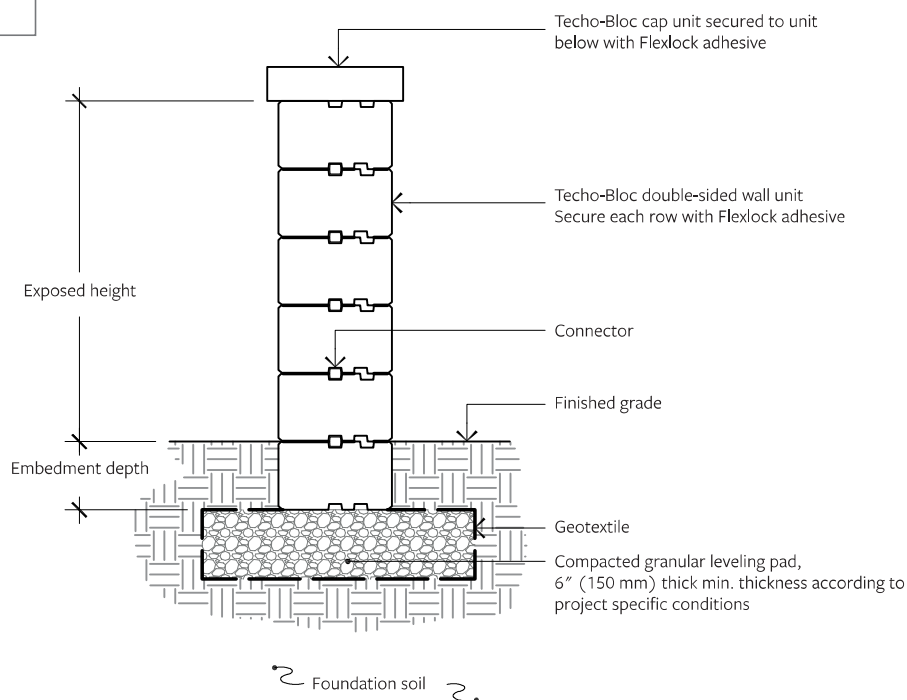 Techo-Bloc cap unit secured to unit
below with Flexlock adhesive
Techo-Bloc double-sided wall unit
Secure each row with Flexlock adhesive
Exposed height
Connector
Finished grade
Embedment depth
Geotextile
Compacted granular leveling pad,
6″ (150 mm) thick min. thickness according to
project specific conditions
Foundation soil